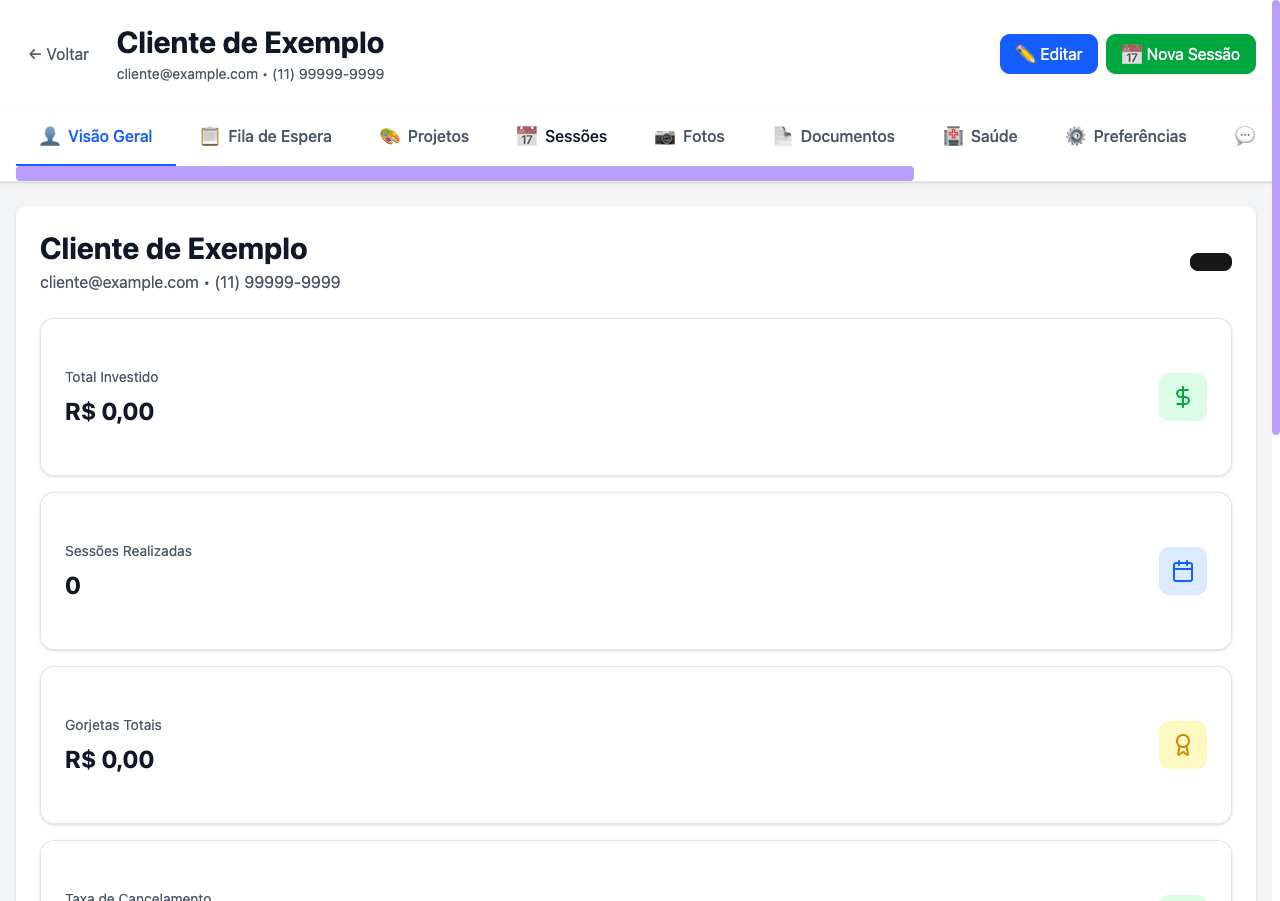 ← Voltar
Cliente de Exemplo
cliente@example.com • (11) 99999-9999
Editar
Nova Sessão
Visão Geral
Fila de Espera
Projetos
Sessões
Fotos
Documentos
Saúde
Preferências
Cliente de Exemplo
cliente@example.com • (11) 99999-9999
Total Investido
R$ 0,00
Sessões Realizadas
0
Gorjetas Totais
R$ 0,00
Taxa de Cancelamento